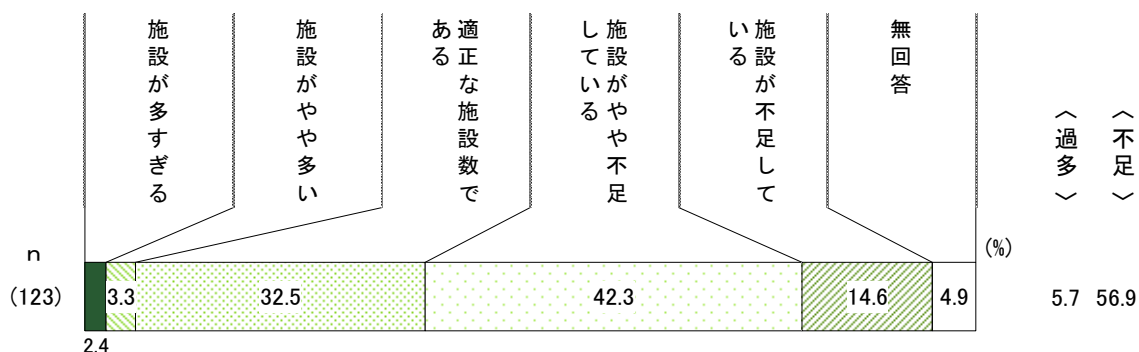 施設が多すぎる
施設がやや多い
適正な施設数で
ある
施設がやや不足
している
施設が不足して
いる
無回答
〈過多〉
〈不足〉
(%)
n
(123)
2.4
3.3
32.5
42.3
14.6
4.9
5.7
56.9